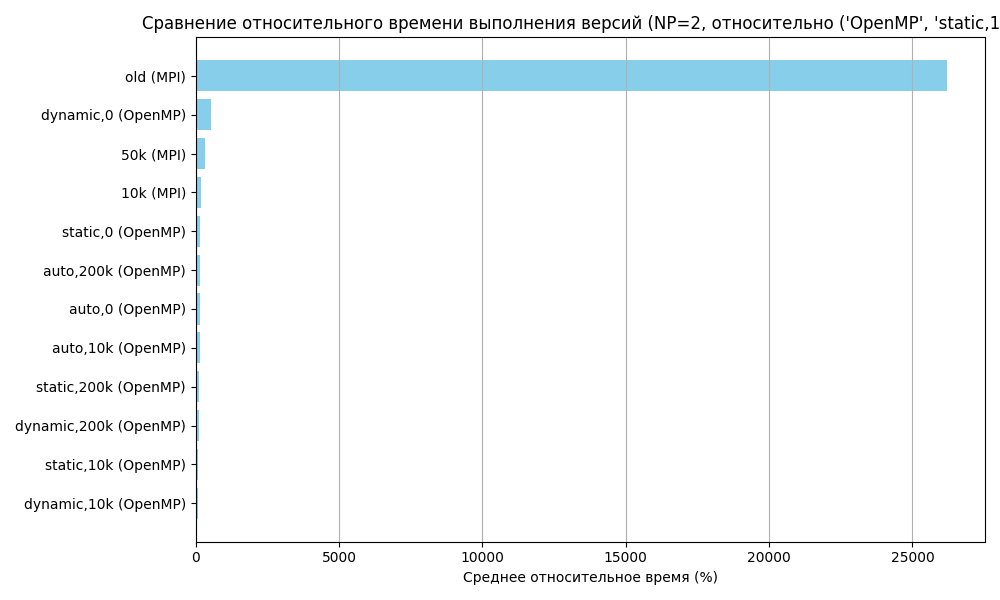 Сравнение относительного времени выполнения версий (NP=2, относительно ('OpenMP', 'static,1
old (MPI)
dynamic,0 (OpenMP)
50k (MPI)
10k (MPI)
static,0 (OpenMP)
auto,200k (OpenMP)
auto,0 (OpenMP)
auto,10k (OpenMP)
static,200k (OpenMP)
dynamic,200k (OpenMP)
static,10k (OpenMP)
dynamic,10k (OpenMP)
0 5000 10000 15000 20000 25000
Среднее относительное время (%)